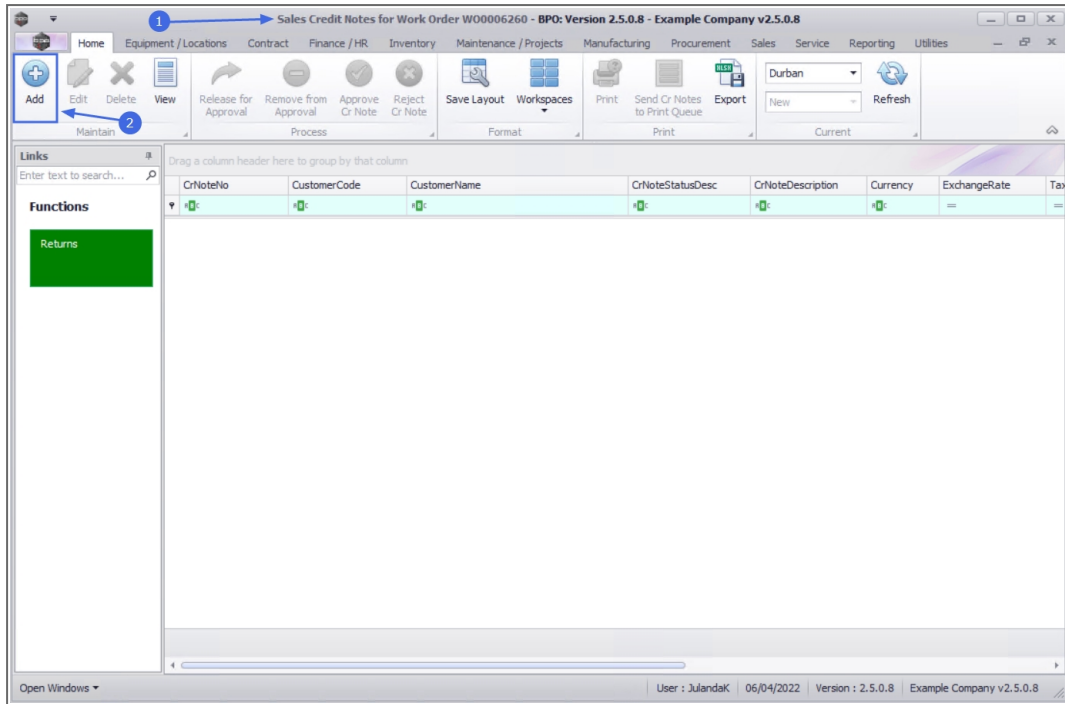 1
Sales Credit Notes for Work Order WO0006260 - BPO: Version 2.5.0.8 - Example Company v2.5.0.8
Home Equipment / Locations Contract Finance / HR Inventory Maintenance / Projects Manufacturing Procurement Sales Service Reporting Utilities
Add Edit Delete View Release for Approval Remove from Approval Approve Cr Note Reject Cr Note Save Layout Workspaces Print Send Cr Notes to Print Queue Export Durban New Refresh
2
Maintain Process Format Print Current
Links
Drag a column header here to group by that column
Enter text to search...
CrNoteNo CustomerCode CustomerName CrNoteStatusDesc CrNoteDescription Currency ExchangeRate Tax
Functions
Returns
Open Windows User : JulandaK 06/04/2022 Version : 2.5.0.8 Example Company v2.5.0.8